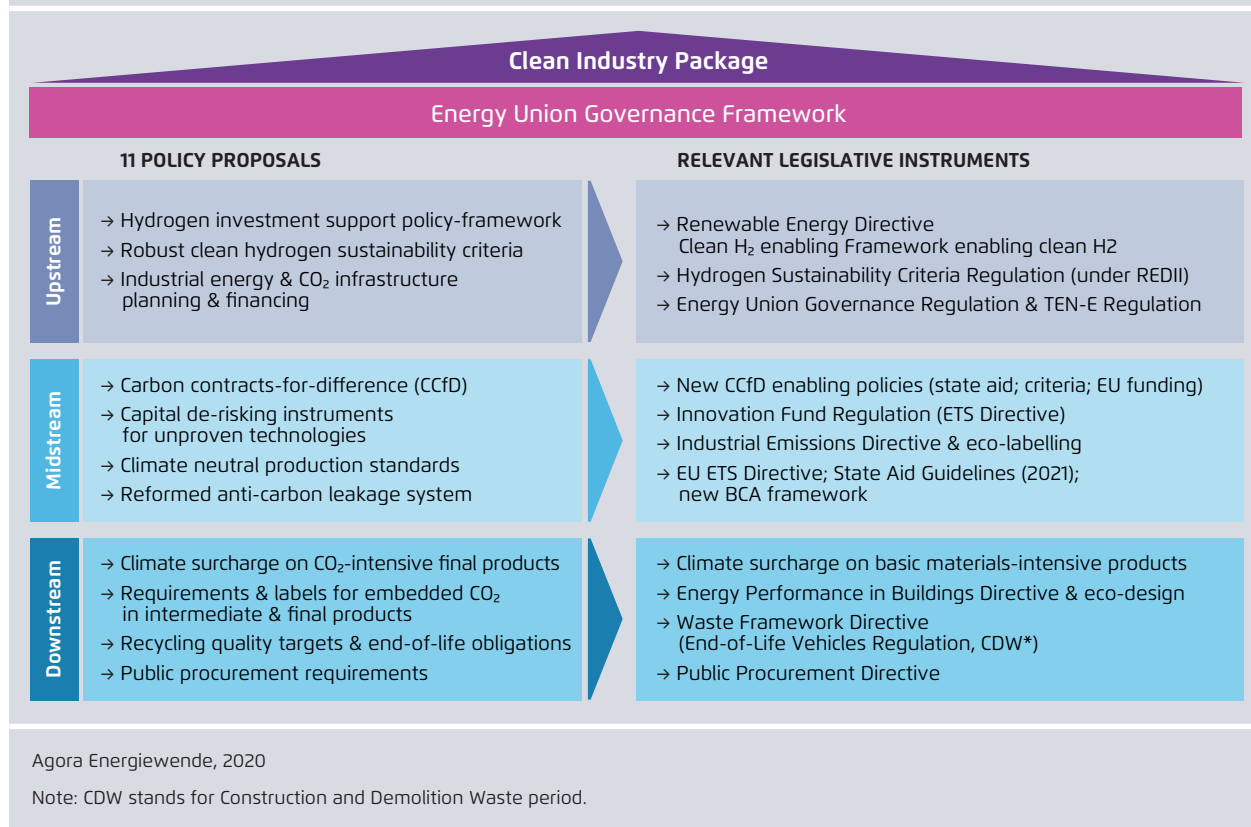 Clean Industry Package
Energy Union Governance Framework
11 POLICY PROPOSALS
RELEVANT LEGISLATIVE INSTRUMENTS
Upstream
→ Hydrogen investment support policy-framework
→ Robust clean hydrogen sustainability criteria
→ Industrial energy & CO₂ infrastructure
planning & financing
→ Renewable Energy Directive
Clean H₂ enabling Framework enabling clean H2
→ Hydrogen Sustainability Criteria Regulation (under REDII)
→ Energy Union Governance Regulation & TEN-E Regulation
Midstream
→ Carbon contracts-for-difference (CCfD)
→ Capital de-risking instruments
for unproven technologies
→ Climate neutral production standards
→ Reformed anti-carbon leakage system
→ New CCfD enabling policies (state aid; criteria; EU funding)
→ Innovation Fund Regulation (ETS Directive)
→ Industrial Emissions Directive & eco-labelling
→ EU ETS Directive; State Aid Guidelines (2021);
new BCA framework
Downstream
→ Climate surcharge on CO₂-intensive final products
→ Requirements & labels for embedded CO₂
in intermediate & final products
→ Recycling quality targets & end-of-life obligations
→ Public procurement requirements
→ Climate surcharge on basic materials-intensive products
→ Energy Performance in Buildings Directive & eco-design
→ Waste Framework Directive
(End-of-Life Vehicles Regulation, CDW*)
→ Public Procurement Directive
Agora Energiewende, 2020
Note: CDW stands for Construction and Demolition Waste period.